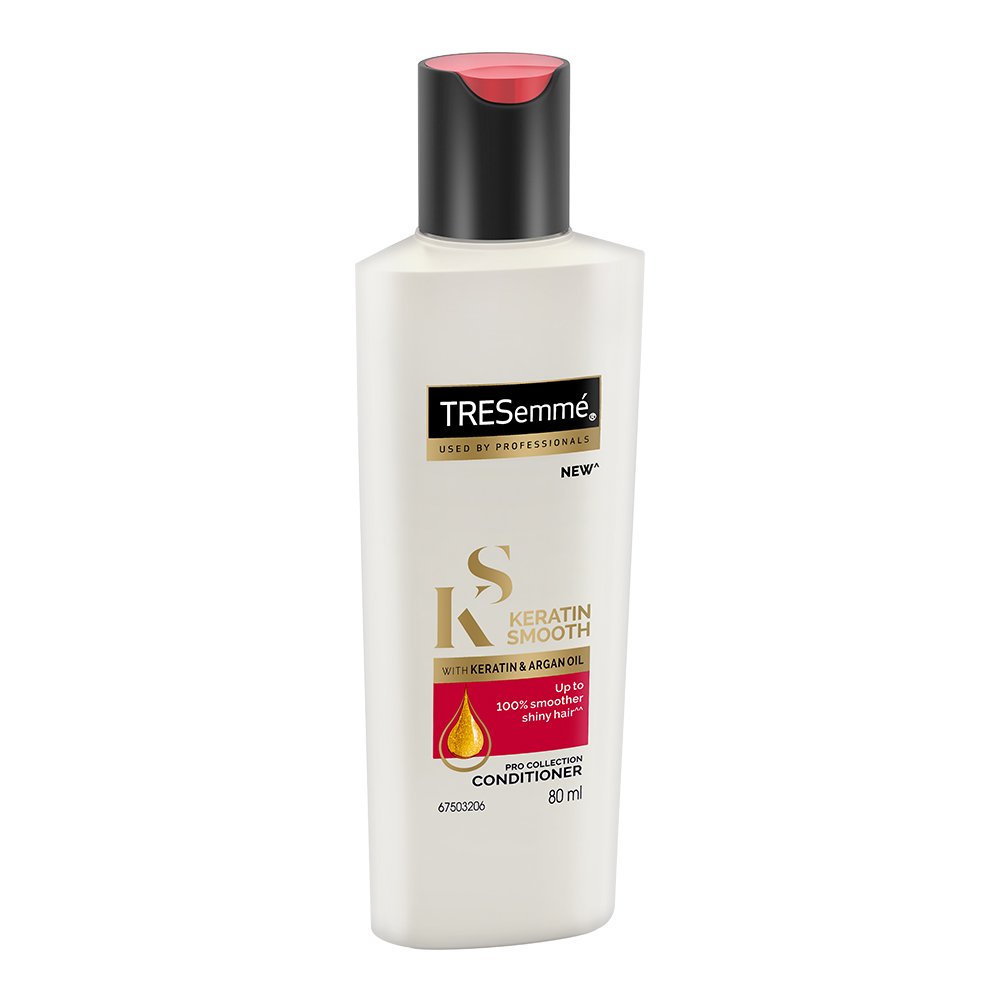 TRESemmé®
USED BY PROFESSIONALS
NEW^
KS
KERATIN
SMOOTH
WITH KERATIN & ARGAN OIL
Up to
100% smoother
shiny hair^^
PRO COLLECTION
CONDITIONER
67503206
80 ml